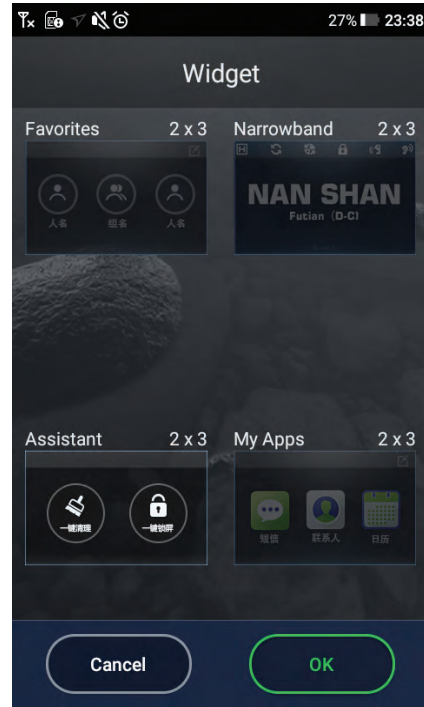 27% 23:38
Widget
Favorites 2 x 3 Narrowband 2 x 3
人名 组名 人名
NAN SHAN
Futian (D-C)
Assistant 2 x 3 My Apps 2 x 3
一键清理 一键锁屏 短信 联系人 日历
Cancel OK